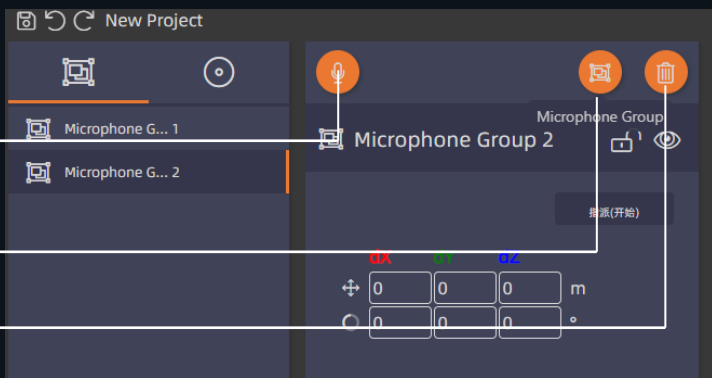 New Project
Microphone G... 1
Microphone G... 2
Microphone Group
Microphone Group 2
指派(开始)
dX dY dZ
0 0 0 m
0 0 0 °